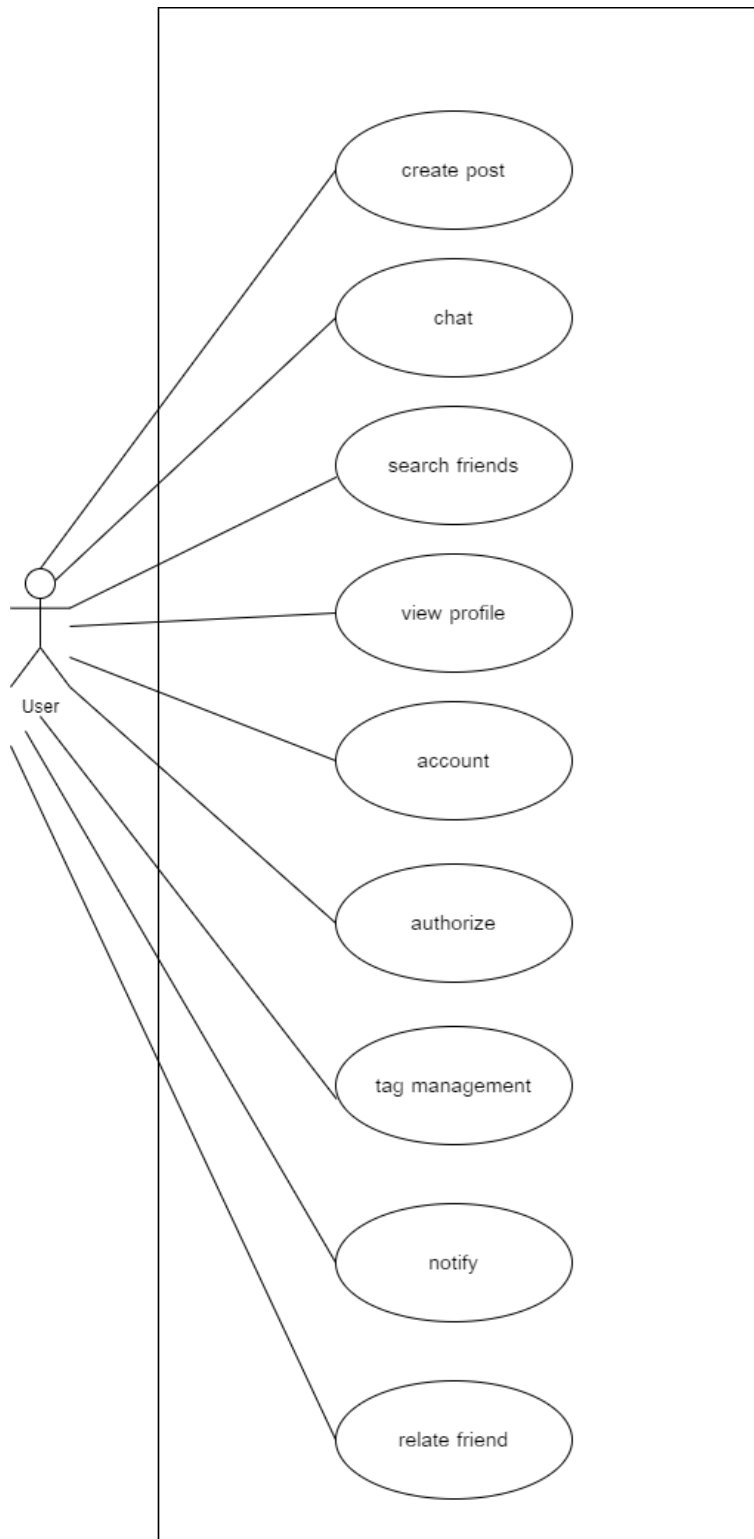 create post
chat
search friends
view profile
User
account
authorize
tag management
notify
relate friend